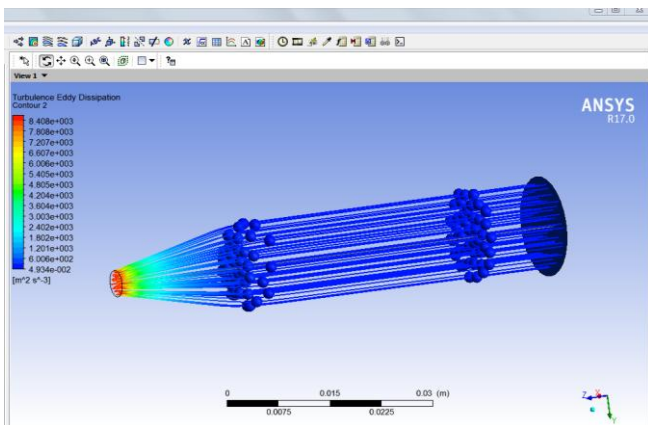 View 1
Turbulence Eddy Dissipation
Contour 2
8.408e+003
7.808e+003
7.207e+003
6.607e+003
6.006e+003
5.405e+003
4.805e+003
4.204e+003
3.604e+003
3.003e+003
2.402e+003
1.802e+003
1.201e+003
6.006e+002
4.934e-002
[m^2 s^-3]
ANSYS
R17.0
0 0.015 0.03 (m)
0.0075 0.0225
Z X
Y